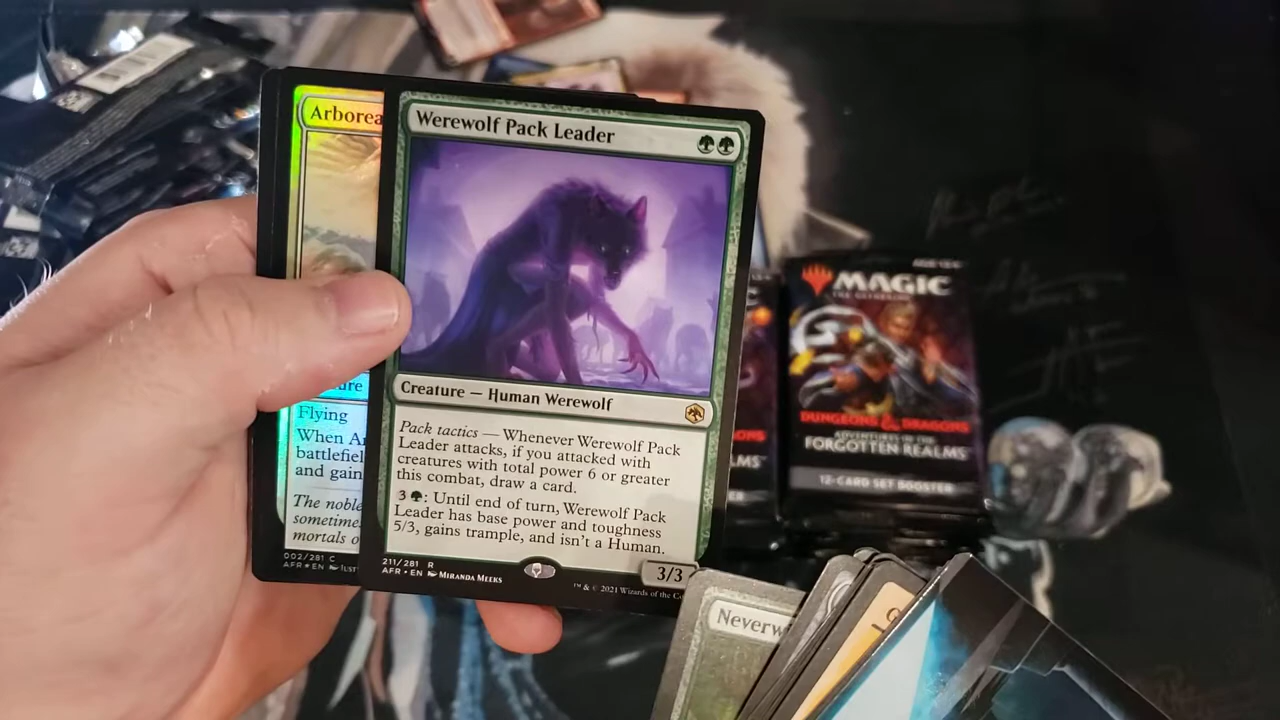 Arborea
Flying
When Ar
battlefiel
and gain
The noble
sometime
mortals o
002/281 C
AFR • EN
Werewolf Pack Leader
Creature — Human Werewolf
Pack tactics — Whenever Werewolf Pack
Leader attacks, if you attacked with
creatures with total power 6 or greater
this combat, draw a card.
3 : Until end of turn, Werewolf Pack
Leader has base power and toughness
5/3, gains trample, and isn't a Human.
211/281 R
AFR • EN MIRANDA MEEKS
™ & © 2021 Wizards of the Co
3/3
MAGIC
THE GATHERING
DUNGEONS & DRAGONS
ADVENTURES IN THE
FORGOTTEN REALMS™
12-CARD SET BOOSTER
LMS™
Neverw